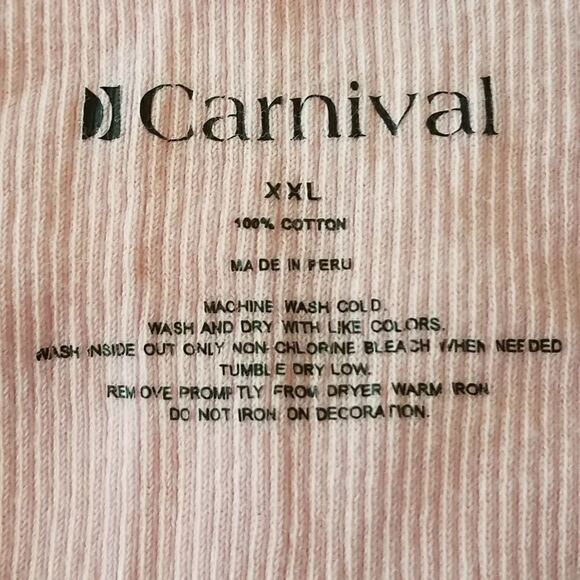 Carnival
XXL
100% COTTON
MADE IN PERU
MACHINE WASH COLD.
WASH AND DRY WITH LIKE COLORS.
WASH INSIDE OUT ONLY NON-CHLORINE BLEACH WHEN NEEDED
TUMBLE DRY LOW.
REMOVE PROMPTLY FROM DRYER WARM IRON
DO NOT IRON ON DECORATION.